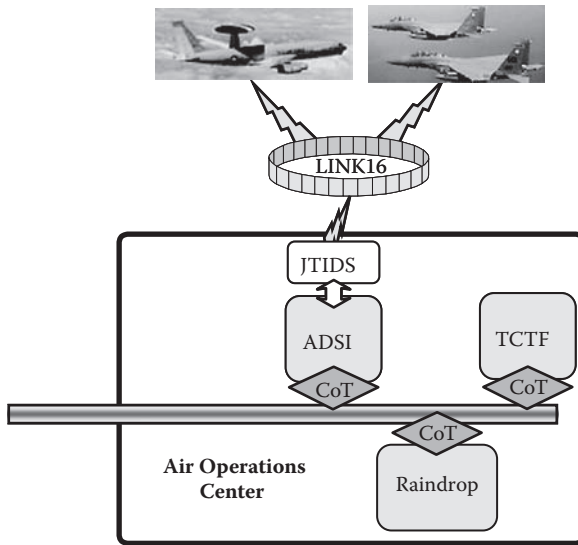 LINK16
JTIDS
ADSI
TCTF
CoT
CoT
CoT
Air Operations
Center
Raindrop